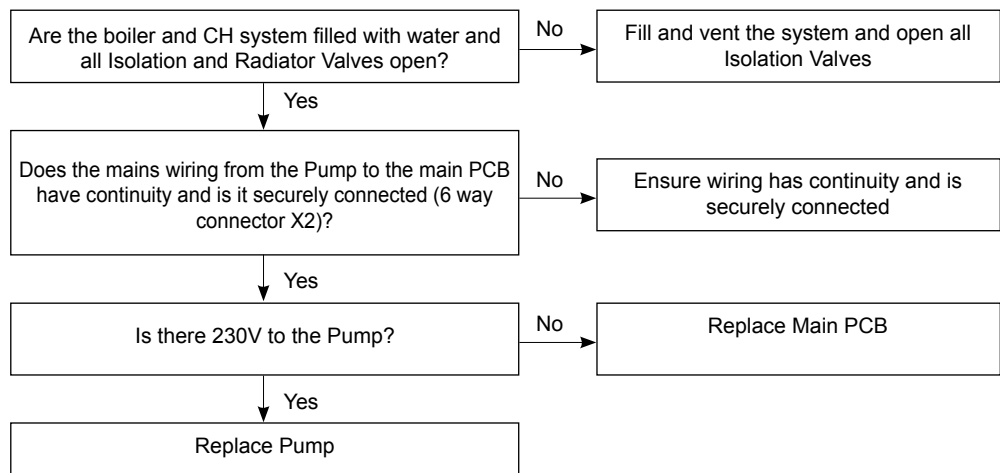 Are the boiler and CH system filled with water and
all Isolation and Radiator Valves open?
No
Fill and vent the system and open all
Isolation Valves
Yes
Does the mains wiring from the Pump to the main PCB
have continuity and is it securely connected (6 way
connector X2)?
No
Ensure wiring has continuity and is
securely connected
Yes
Is there 230V to the Pump?
No
Replace Main PCB
Yes
Replace Pump